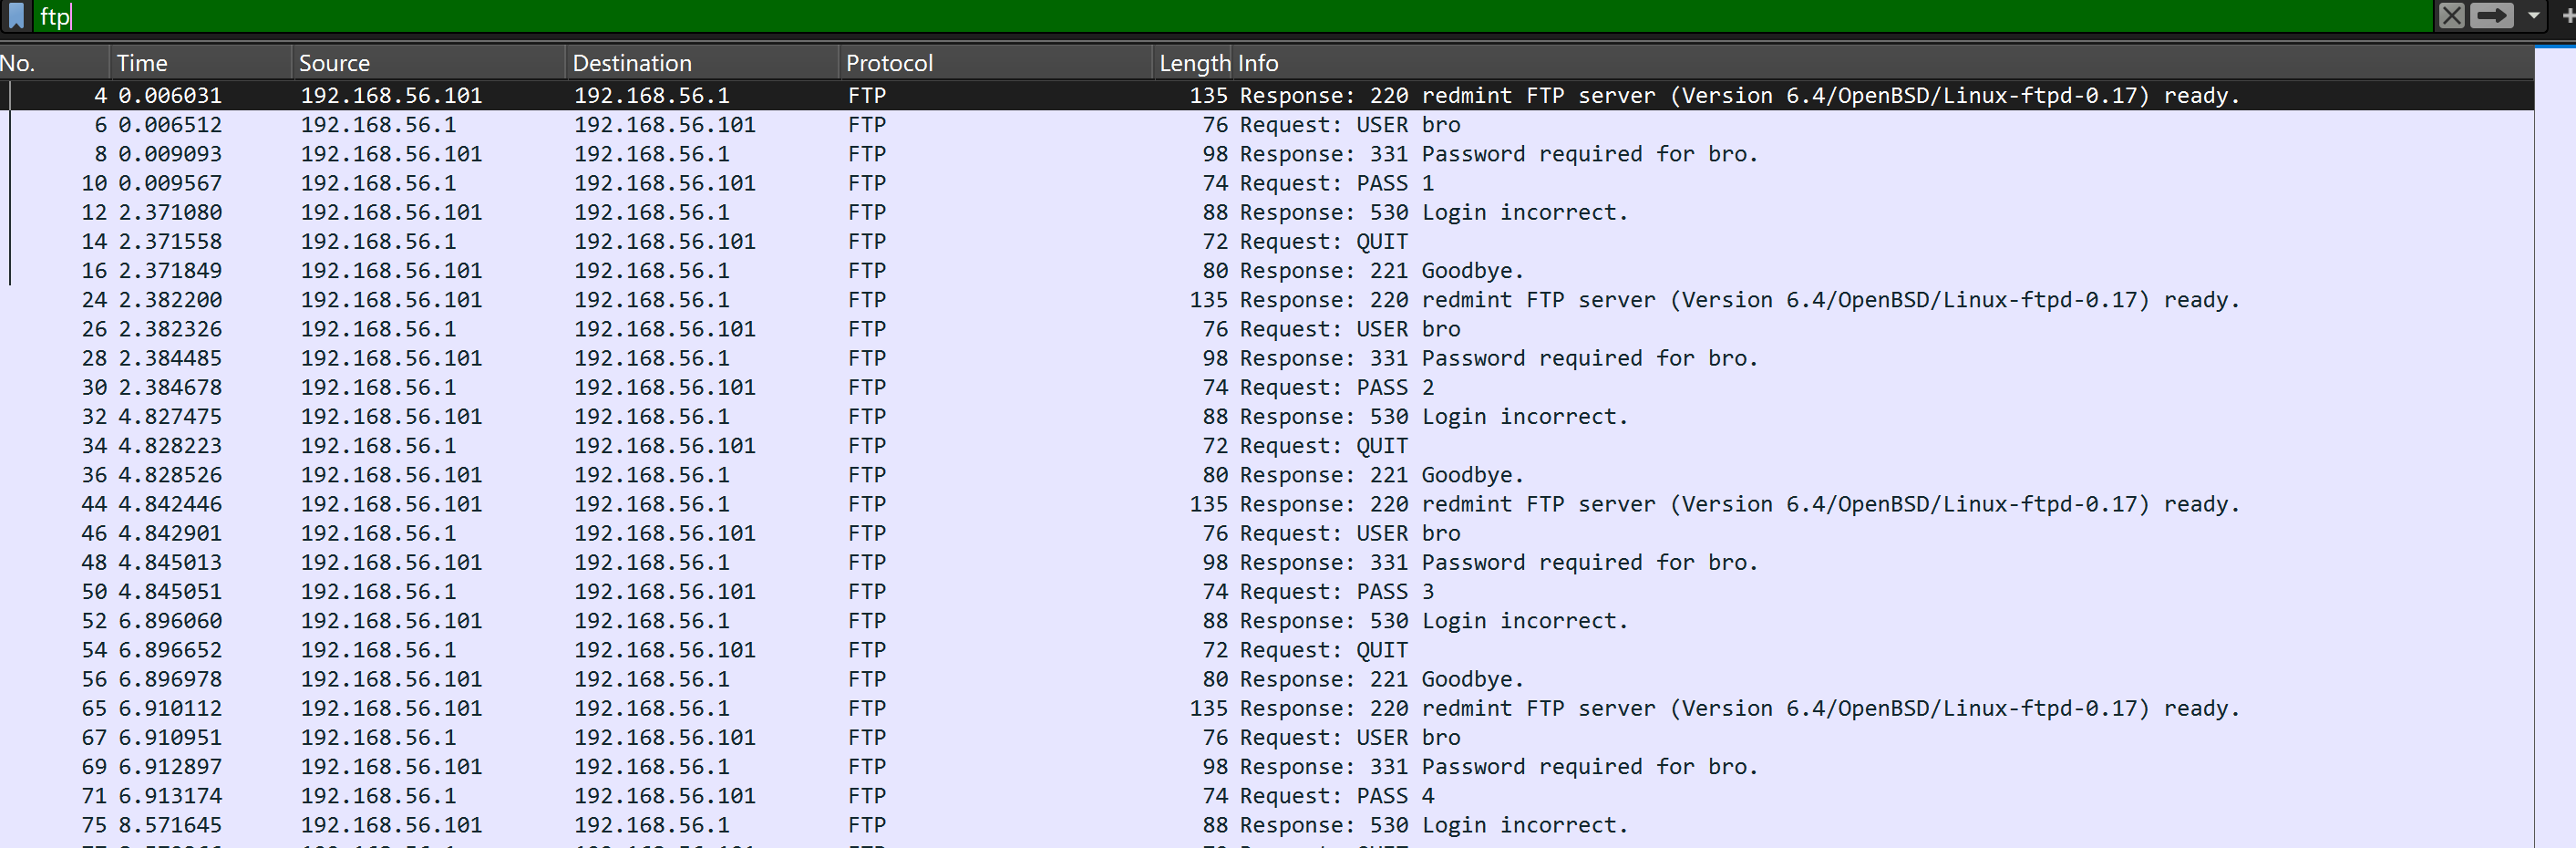 ftp
No. Time Source Destination Protocol Length Info
4 0.006031 192.168.56.101 192.168.56.1 FTP 135 Response: 220 redmint FTP server (Version 6.4/OpenBSD/Linux-ftpd-0.17) ready.
6 0.006512 192.168.56.1 192.168.56.101 FTP 76 Request: USER bro
8 0.009093 192.168.56.101 192.168.56.1 FTP 98 Response: 331 Password required for bro.
10 0.009567 192.168.56.1 192.168.56.101 FTP 74 Request: PASS 1
12 2.371080 192.168.56.101 192.168.56.1 FTP 88 Response: 530 Login incorrect.
14 2.371558 192.168.56.1 192.168.56.101 FTP 72 Request: QUIT
16 2.371849 192.168.56.101 192.168.56.1 FTP 80 Response: 221 Goodbye.
24 2.382200 192.168.56.101 192.168.56.1 FTP 135 Response: 220 redmint FTP server (Version 6.4/OpenBSD/Linux-ftpd-0.17) ready.
26 2.382326 192.168.56.1 192.168.56.101 FTP 76 Request: USER bro
28 2.384485 192.168.56.101 192.168.56.1 FTP 98 Response: 331 Password required for bro.
30 2.384678 192.168.56.1 192.168.56.101 FTP 74 Request: PASS 2
32 4.827475 192.168.56.101 192.168.56.1 FTP 88 Response: 530 Login incorrect.
34 4.828223 192.168.56.1 192.168.56.101 FTP 72 Request: QUIT
36 4.828526 192.168.56.101 192.168.56.1 FTP 80 Response: 221 Goodbye.
44 4.842446 192.168.56.101 192.168.56.1 FTP 135 Response: 220 redmint FTP server (Version 6.4/OpenBSD/Linux-ftpd-0.17) ready.
46 4.842901 192.168.56.1 192.168.56.101 FTP 76 Request: USER bro
48 4.845013 192.168.56.101 192.168.56.1 FTP 98 Response: 331 Password required for bro.
50 4.845051 192.168.56.1 192.168.56.101 FTP 74 Request: PASS 3
52 6.896060 192.168.56.101 192.168.56.1 FTP 88 Response: 530 Login incorrect.
54 6.896652 192.168.56.1 192.168.56.101 FTP 72 Request: QUIT
56 6.896978 192.168.56.101 192.168.56.1 FTP 80 Response: 221 Goodbye.
65 6.910112 192.168.56.101 192.168.56.1 FTP 135 Response: 220 redmint FTP server (Version 6.4/OpenBSD/Linux-ftpd-0.17) ready.
67 6.910951 192.168.56.1 192.168.56.101 FTP 76 Request: USER bro
69 6.912897 192.168.56.101 192.168.56.1 FTP 98 Response: 331 Password required for bro.
71 6.913174 192.168.56.1 192.168.56.101 FTP 74 Request: PASS 4
75 8.571645 192.168.56.101 192.168.56.1 FTP 88 Response: 530 Login incorrect.